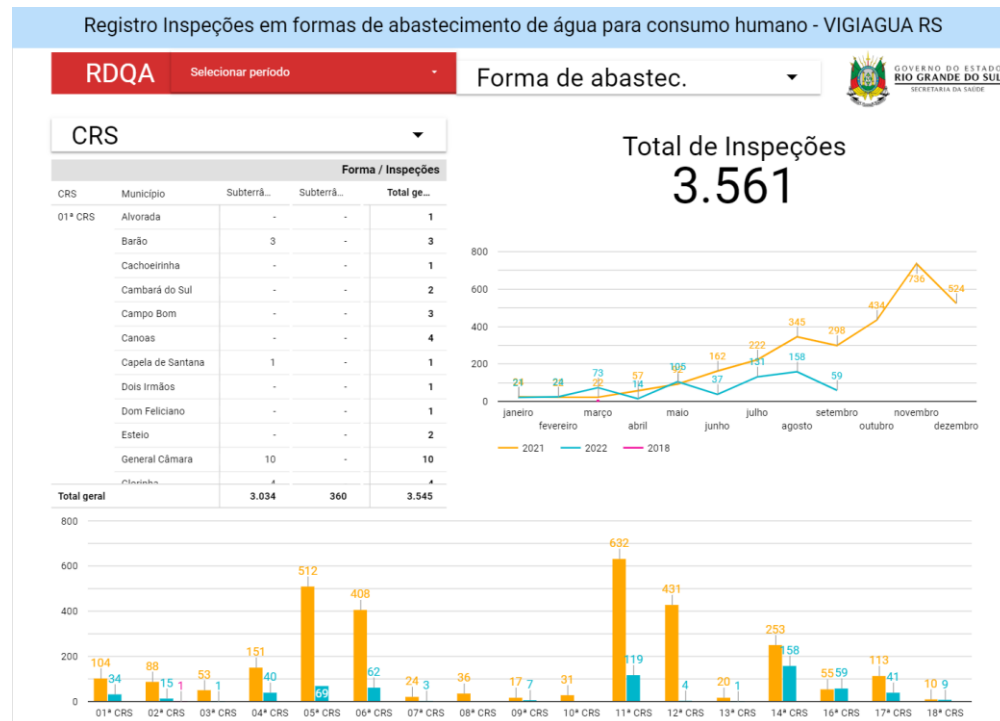 Registro Inspeções em formas de abastecimento de água para consumo humano - VIGIAGUA RS
RDQA Selecionar período
Forma de abastec.
GOVERNO DO ESTADO
RIO GRANDE DO SUL
SECRETARIA DA SAÚDE
CRS
Forma / Inspeções
CRS Município Subterrâ... Subterrâ... Total ge...
01ª CRS Alvorada - - 1
Barão 3 - 3
Cachoeirinha - - 1
Cambará do Sul - - 2
Campo Bom - - 3
Canoas - - 4
Capela de Santana 1 - 1
Dois Irmãos - - 1
Dom Feliciano - - 1
Esteio - - 2
General Câmara 10 - 10
Total geral 3.034 360 3.545
Total de Inspeções
3.561
800
600
400
200
0
24 73 57 105 162 222 345 298 434 736 524
14 37 131 158 59
janeiro março maio julho setembro novembro
fevereiro abril junho agosto outubro dezembro
2021 2022 2018
800
600
400
200
0
104 34 88 15 1 53 1 151 40 512 69 408 62 24 3 36 17 7 31 632 119 431 4 20 1 253 158 55 59 113 41 10 9
01ª CRS 02ª CRS 03ª CRS 04ª CRS 05ª CRS 06ª CRS 07ª CRS 08ª CRS 09ª CRS 10ª CRS 11ª CRS 12ª CRS 13ª CRS 14ª CRS 16ª CRS 17ª CRS 18ª CRS